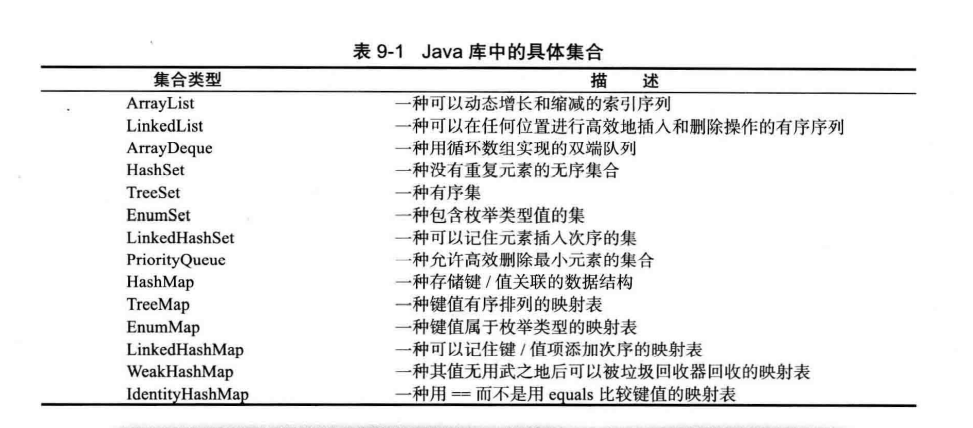 表 9-1 Java 库中的具体集合
集合类型 描 述
ArrayList 一种可以动态增长和缩减的索引序列
LinkedList 一种可以在任何位置进行高效地插入和删除操作的有序序列
ArrayDeque 一种用循环数组实现的双端队列
HashSet 一种没有重复元素的无序集合
TreeSet 一种有序集
EnumSet 一种包含枚举类型值的集
LinkedHashSet 一种可以记住元素插入次序的集
PriorityQueue 一种允许高效删除最小元素的集合
HashMap 一种存储键 / 值关联的数据结构
TreeMap 一种键值有序排列的映射表
EnumMap 一种键值属于枚举类型的映射表
LinkedHashMap 一种可以记住键 / 值项添加次序的映射表
WeakHashMap 一种其值无用武之地后可以被垃圾回收器回收的映射表
IdentityHashMap 一种用 == 而不是用 equals 比较键值的映射表